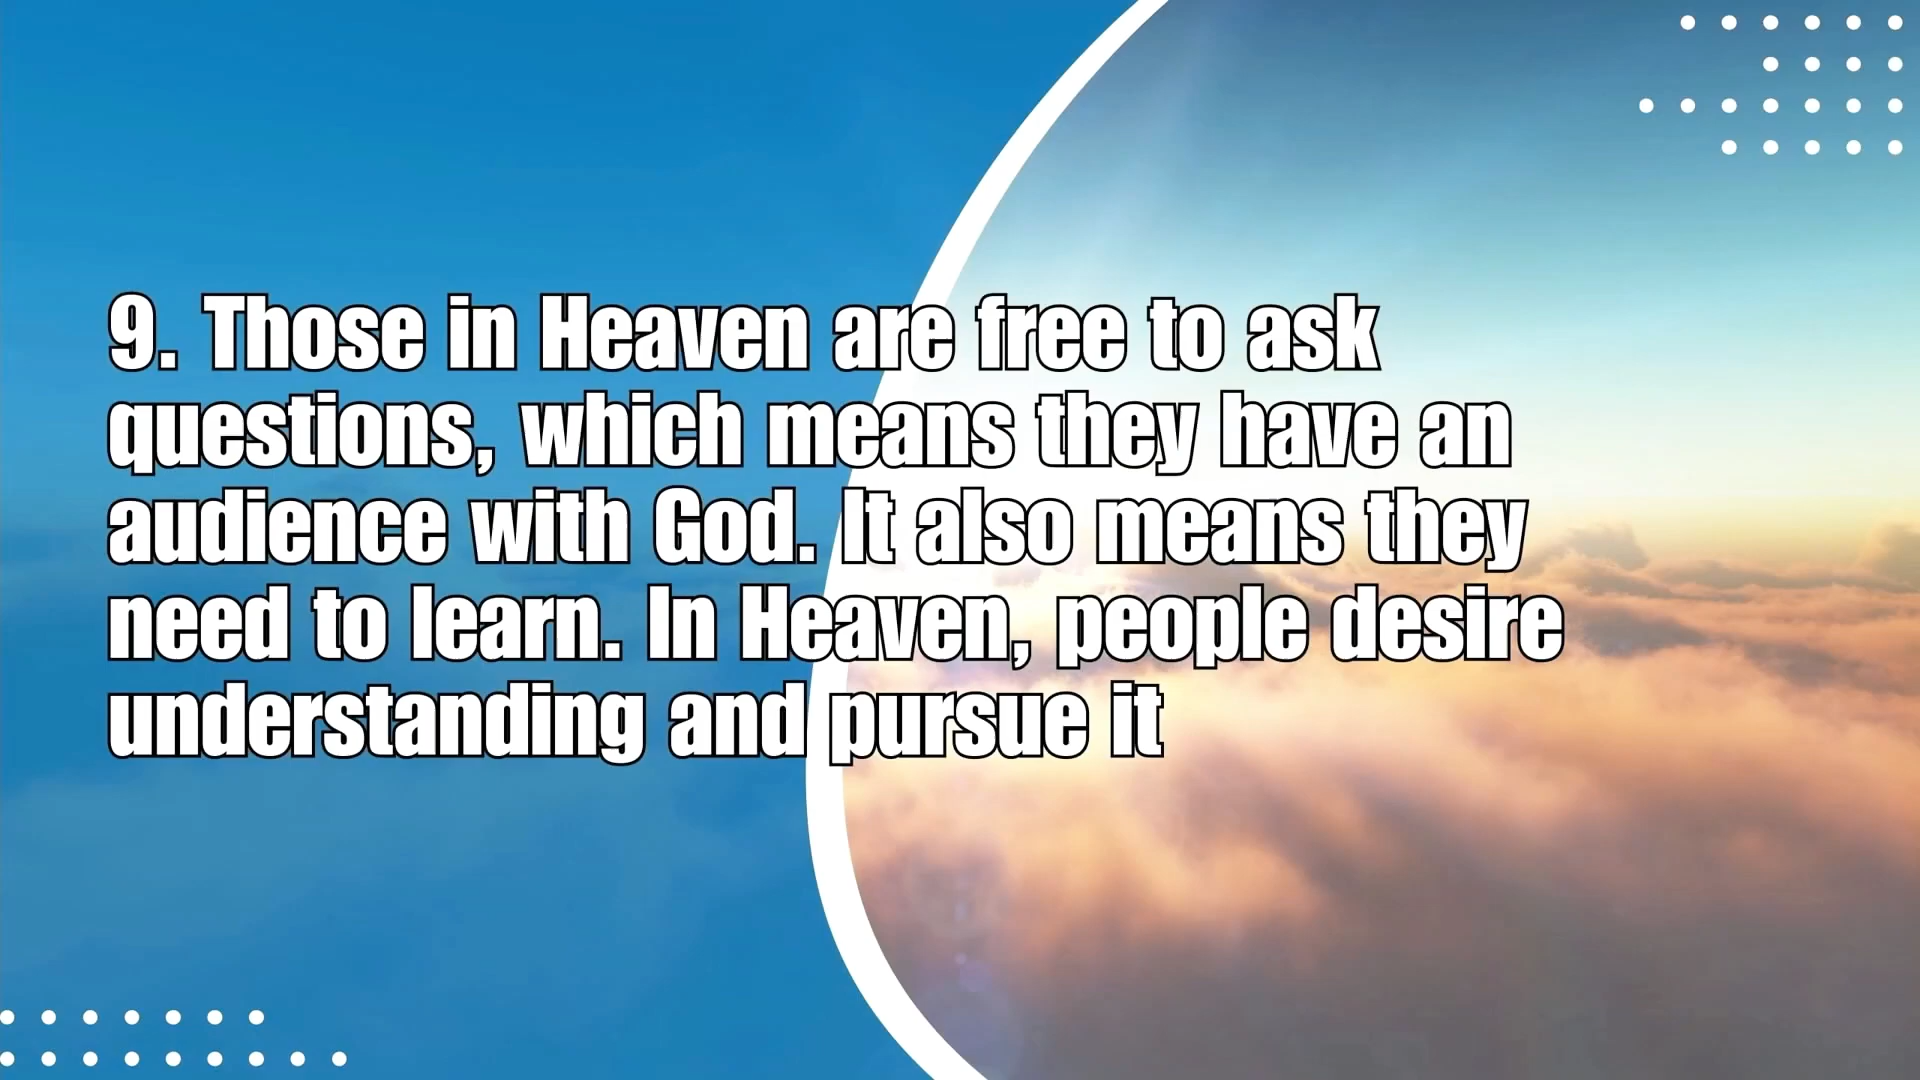 9. Those in Heaven are free to ask
questions, which means they have an
audience with God. It also means they
need to learn. In Heaven, people desire
understanding and pursue it